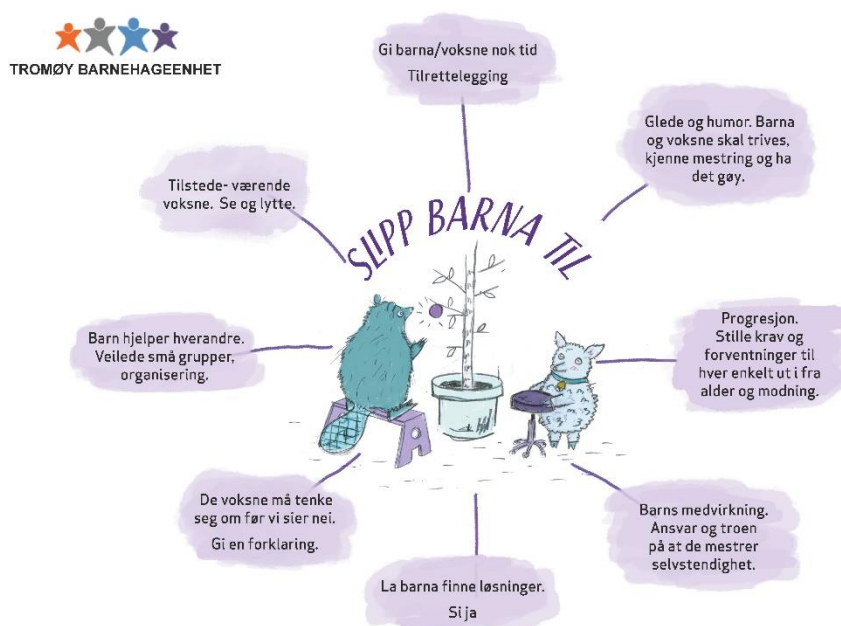 TROMØY BARNEHAGEENHET
Gi barna/voksne nok tid
Tilrettelegging
Glede og humor. Barna
og voksne skal trives,
kjenne mestring og ha
det gøy.
Tilstede- værende
voksne. Se og lytte.
SLIPP BARNA TIL
Barn hjelper hverandre.
Veilede små grupper,
organisering.
Progresjon.
Stille krav og
forventninger til
hver enkelt ut i fra
alder og modning.
De voksne må tenke
seg om før vi sier nei.
Gi en forklaring.
Barns medvirkning.
Ansvar og troen
på at de mestrer
selvstendighet.
La barna finne løsninger.
Si ja